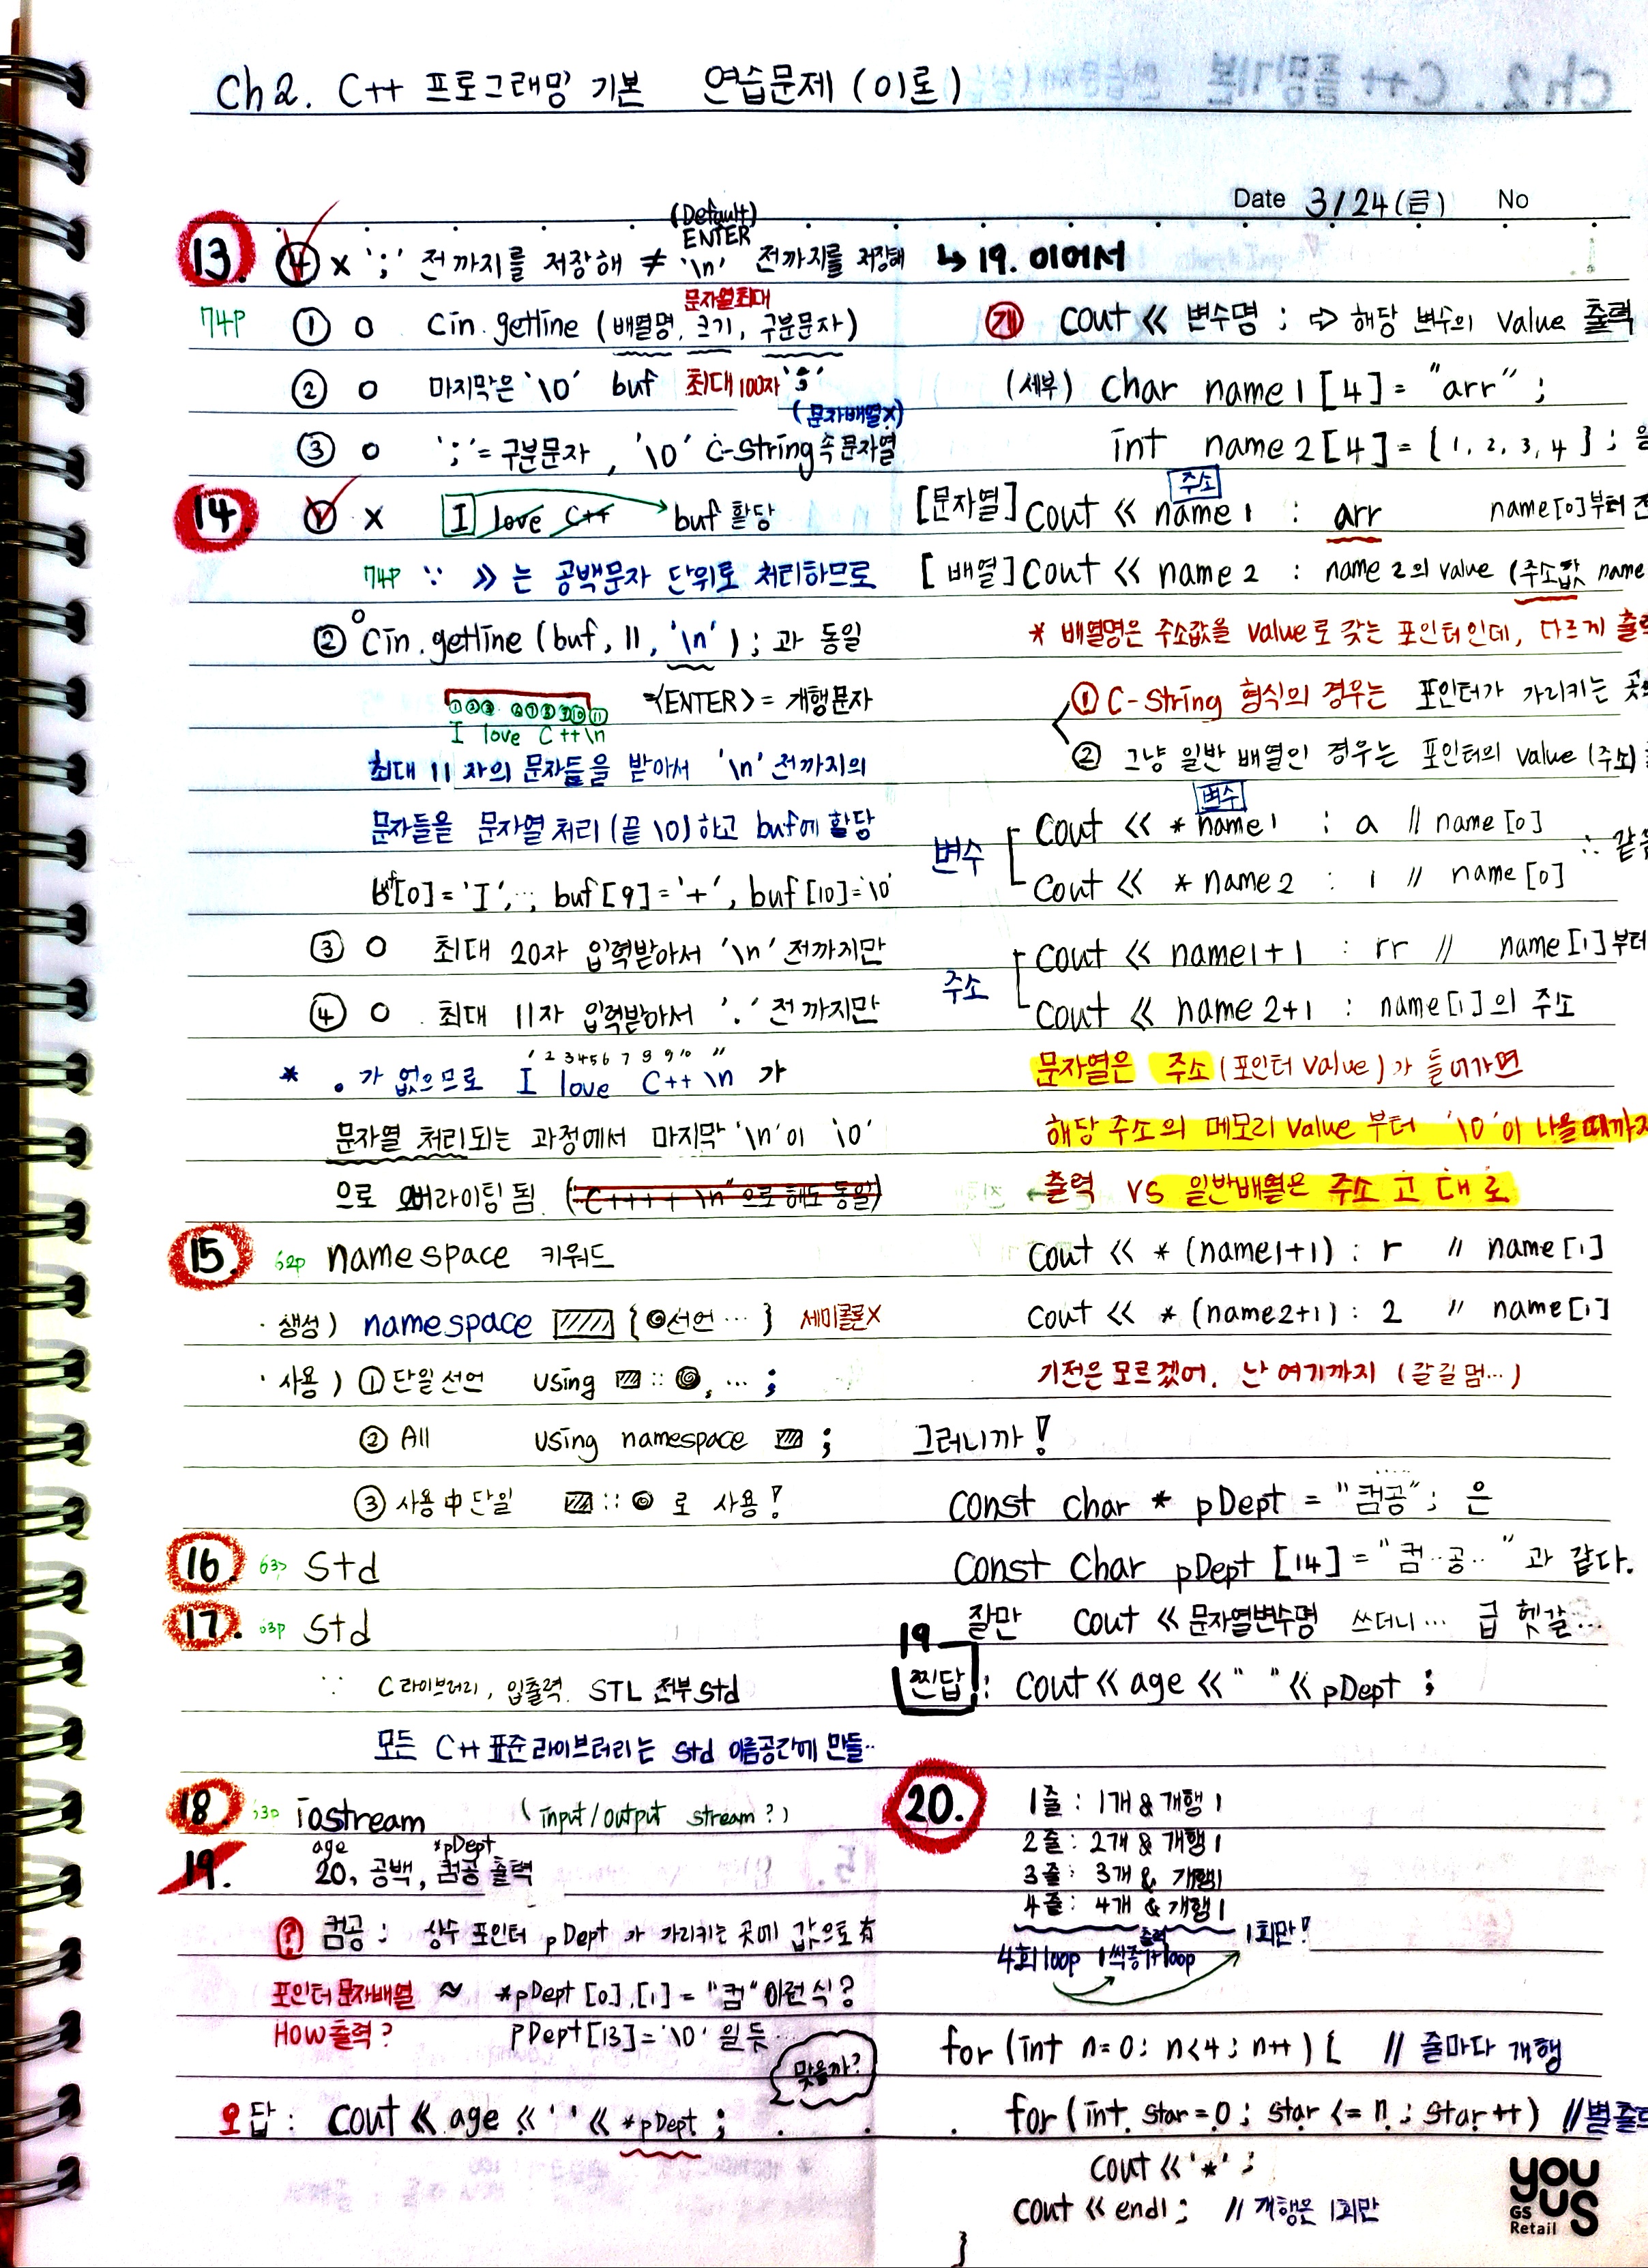 Ch2. C++ 프로그래밍 기본 연습문제 (이론)
Date 3/24(금) No
13. ④ X ';' 전까지를 저장해 ≠ '\n' 전까지를 저장해
(Default)
ENTER
74P ① O cin.getline (배열명, 크기, 구분문자)
문자열최대
② O 마지막은 '\0' buf 최대100자 ';'
(문자배열X)
③ O ';'=구분문자, '\0' C-String속 문자열
14. ① X I love C++ buf 할당
74P ∵ >> 는 공백문자 단위로 처리하므로
② O cin.getline (buf, 11, '\n'); 과 동일
① ② ③ ⑥ ⑦ ⑧ ⑨ ⑩ ⑪ =<ENTER> = 개행문자
I love C++\n
최대 11자의 문자들을 받아서 '\n' 전까지의
문자들을 문자열 처리 (끝 \0)하고 buf에 할당
buf[0]='I', …, buf[9]='+', buf[10]='\0'
③ O 최대 20자 입력받아서 '\n' 전까지만
④ O 최대 11자 입력받아서 '.' 전까지만
1 2 3 4 5 6 7 8 9 10 11
* . 가 없으므로 I love C++\n 가
문자열 처리되는 과정에서 마지막 '\n'이 '\0'
으로 오버라이팅 됨. ("C++++\n"으로 해도 동일)
15. 62p namespace 키워드
· 생성) namespace { 선언 … } 세미콜론X
· 사용) ① 단일선언 using :: , … ;
② All using namespace ;
③ 사용中단일 :: 로 사용!
16. 63p std
17. 63p std
∵ C라이브러리, 입출력, STL 전부 std
모든 C++ 표준라이브러리는 std 이름공간에 만들..
18. 63p iostream (input/output stream?)
age *pDept
19. 20, 공백, 컴공 출력
? 컴공 : 상수 포인터 pDept 가 가리키는 곳에 값으로 有
포인터 문자배열 ≈ *pDept[0],[1] = "컴" 이런 식?
How출력? pDept[13]='\0' 일 듯
맞을까?
오답 : cout << age << ' ' << *pDept ;
↳ 19. 이어서
개 cout << 변수명 ; ⇨ 해당 변수의 value 출력
(세부) char name1[4] = "arr" ;
int name2[4] = {1, 2, 3, 4} ;
주소
[문자열] cout << name1 : arr name[0]부터
[배열] cout << name2 : name2의 value (주소값 name
* 배열명은 주소값을 value로 갖는 포인터인데, 다르게 출력
① C-String 형식의 경우는 포인터가 가리키는 곳의
② 그냥 일반 배열인 경우는 포인터의 value (주소)
변수
변수 cout << *name1 : a // name[0]
cout << *name2 : 1 // name[0] ∴ 같음
주소 cout << name1+1 : rr // name[1]부터
cout << name2+1 : name[1]의 주소
문자열은 주소 (포인터 value)가 들어가면
해당 주소의 메모리 value 부터 '\0'이 나올때까지
출력 vs 일반배열은 주소 고대로
cout << *(name1+1) : r // name[1]
cout << *(name2+1) : 2 // name[1]
기전은 모르겠어. 난 여기까지 (갈길 멈…)
그러니까!
const char * pDept = "컴공"; 은
const char pDept [14] = "컴‥공‥" 과 같다.
잘만 cout << 문자열변수명 쓰더니… 급 헷갈…
19
찐답! : cout << age << " " << pDept ;
20. 1줄 : 1개 & 개행 1
2줄 : 2개 & 개행 1
3줄 : 3개 & 개행1
4줄 : 4개 & 개행 1
출력
4회 loop 1씩증가 loop 1회만!
for (int n=0; n<4; n++) { // 줄마다 개행
for (int star=0; star<=n; star++) // 별 출력
cout << '*' ;
cout << endl ; // 개행은 1회만
}
you
us
GS
Retail